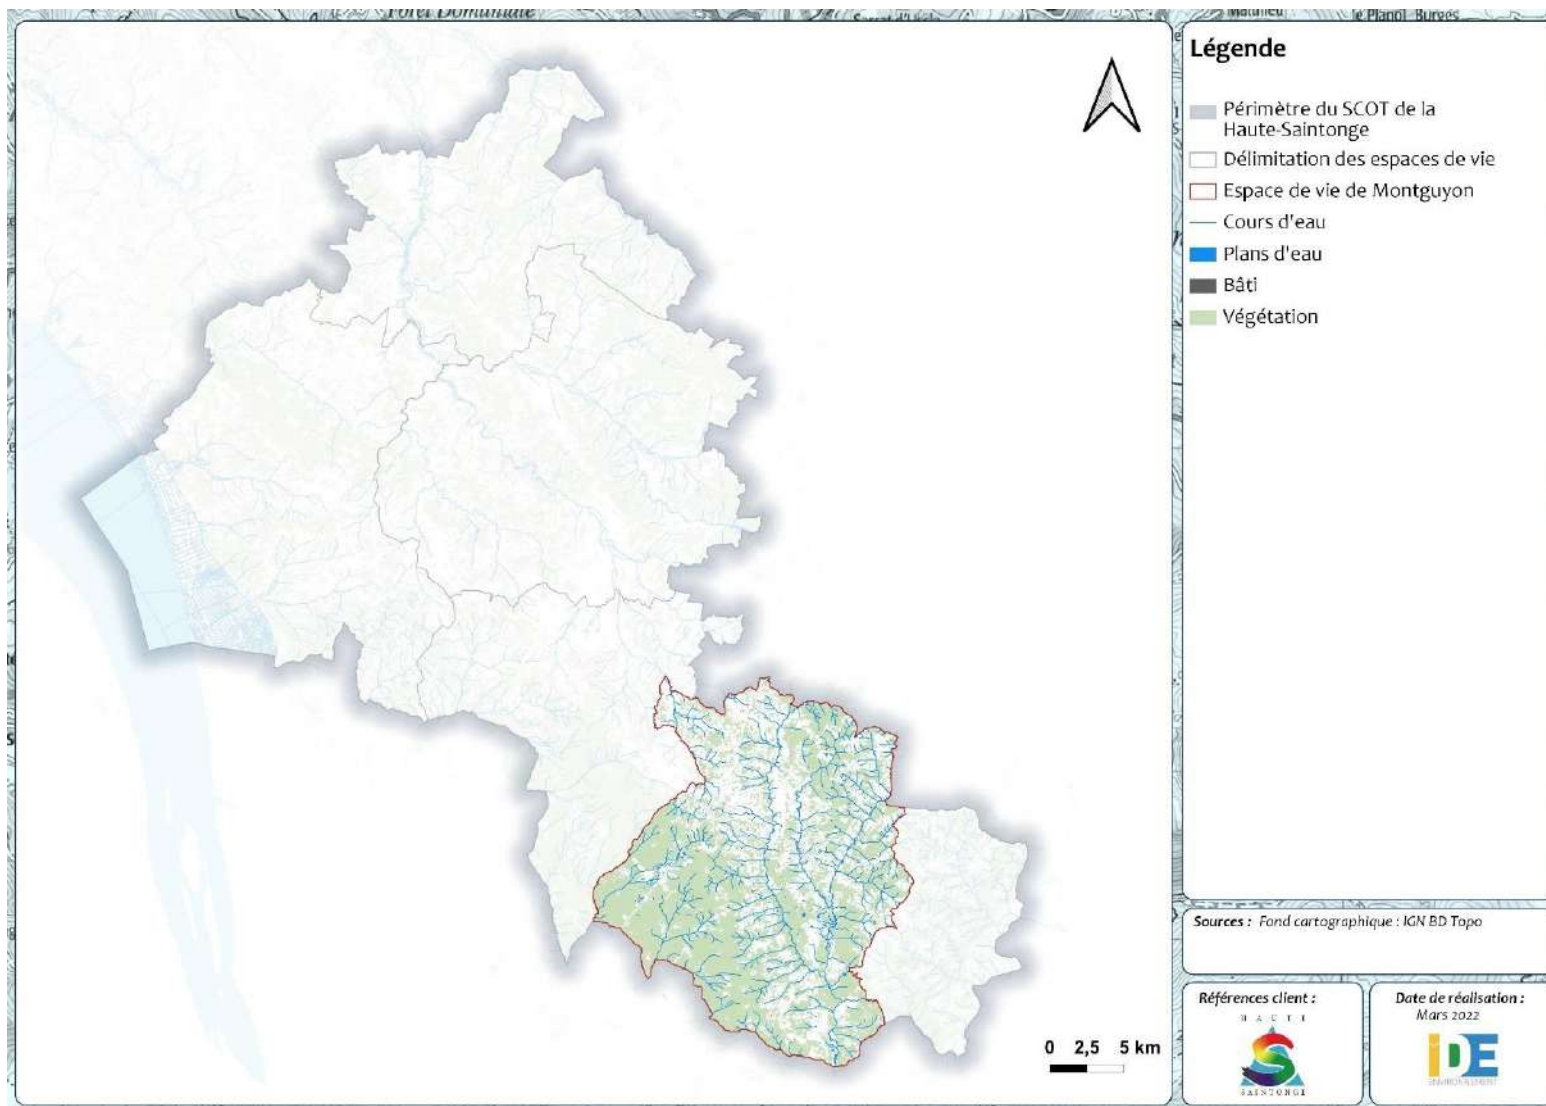 Légende
Périmètre du SCOT de la
Haute-Saintonge
Délimitation des espaces de vie
Espace de vie de Montguyon
Cours d'eau
Plans d'eau
Bâti
Végétation
0 2,5 5 km
Sources : Fond cartographique : IGN BD Topo
Références client :
HAUTE
SAINTONGE
Date de réalisation :
Mars 2022
IDE
ENVIRONNEMENT